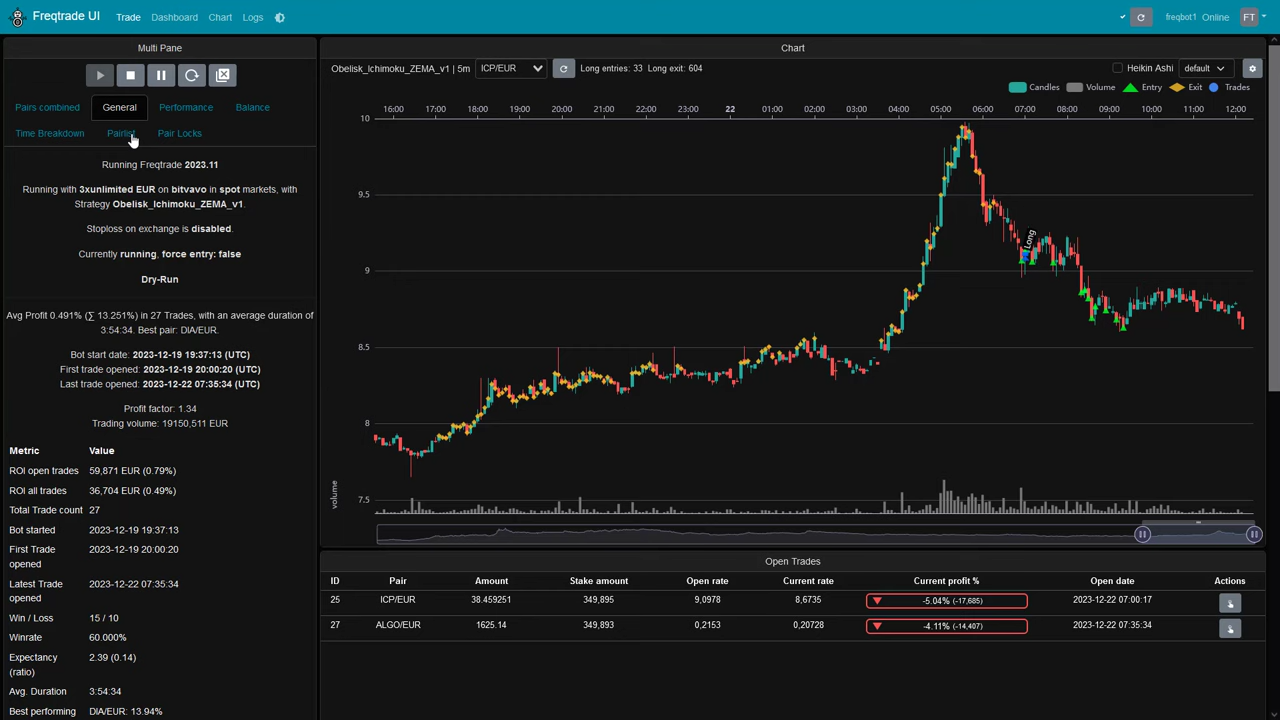 Freqtrade UI Trade Dashboard Chart Logs freqbot1 Online FT
Multi Pane
Pairs combined General Performance Balance
Time Breakdown Pairlist Pair Locks
Running Freqtrade 2023.11
Running with 3xunlimited EUR on bitvavo in spot markets, with
Strategy Obelisk_Ichimoku_ZEMA_v1.
Stoploss on exchange is disabled.
Currently running, force entry: false
Dry-Run
Avg Profit 0.491% (∑ 13.251%) in 27 Trades, with an average duration of
3:54:34. Best pair: DIA/EUR.
Bot start date: 2023-12-19 19:37:13 (UTC)
First trade opened: 2023-12-19 20:00:20 (UTC)
Last trade opened: 2023-12-22 07:35:34 (UTC)
Profit factor: 1.34
Trading volume: 19150,511 EUR
Metric Value
ROI open trades 59,871 EUR (0.79%)
ROI all trades 36,704 EUR (0.49%)
Total Trade count 27
Bot started 2023-12-19 19:37:13
First Trade 2023-12-19 20:00:20
opened
Latest Trade 2023-12-22 07:35:34
opened
Win / Loss 15 / 10
Winrate 60.000%
Expectancy 2.39 (0.14)
(ratio)
Avg. Duration 3:54:34
Best performing DIA/EUR: 13.94%
Chart
Obelisk_Ichimoku_ZEMA_v1 | 5m ICP/EUR Long entries: 33 Long exit: 604 Heikin Ashi default
Candles Volume Entry Exit Trades
16:00 17:00 18:00 19:00 20:00 21:00 22:00 23:00 22 01:00 02:00 03:00 04:00 05:00 06:00 07:00 08:00 09:00 10:00 11:00 12:00
10
9.5
Long
9
8.5
8
7.5
volume
Open Trades
ID Pair Amount Stake amount Open rate Current rate Current profit % Open date Actions
25 ICP/EUR 38.459251 349,895 9,0978 8,6735 -5.04% (-17,685) 2023-12-22 07:00:17
27 ALGO/EUR 1625.14 349,893 0,2153 0,20728 -4.11% (-14,407) 2023-12-22 07:35:34